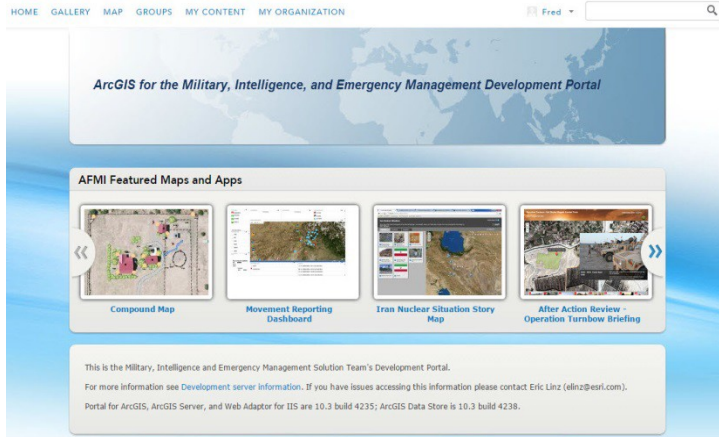 HOME GALLERY MAP GROUPS MY CONTENT MY ORGANIZATION Fred
ArcGIS for the Military, Intelligence, and Emergency Management Development Portal
AFMI Featured Maps and Apps
Compound Map
Movement Reporting
Dashboard
Iran Nuclear Situation Story
Map
After Action Review -
Operation Turnbow Briefing
This is the Military, Intelligence and Emergency Management Solution Team's Development Portal.
For more information see Development server information. If you have issues accessing this information please contact Eric Linz (elinz@esri.com).
Portal for ArcGIS, ArcGIS Server, and Web Adaptor for IIS are 10.3 build 4235; ArcGIS Data Store is 10.3 build 4238.